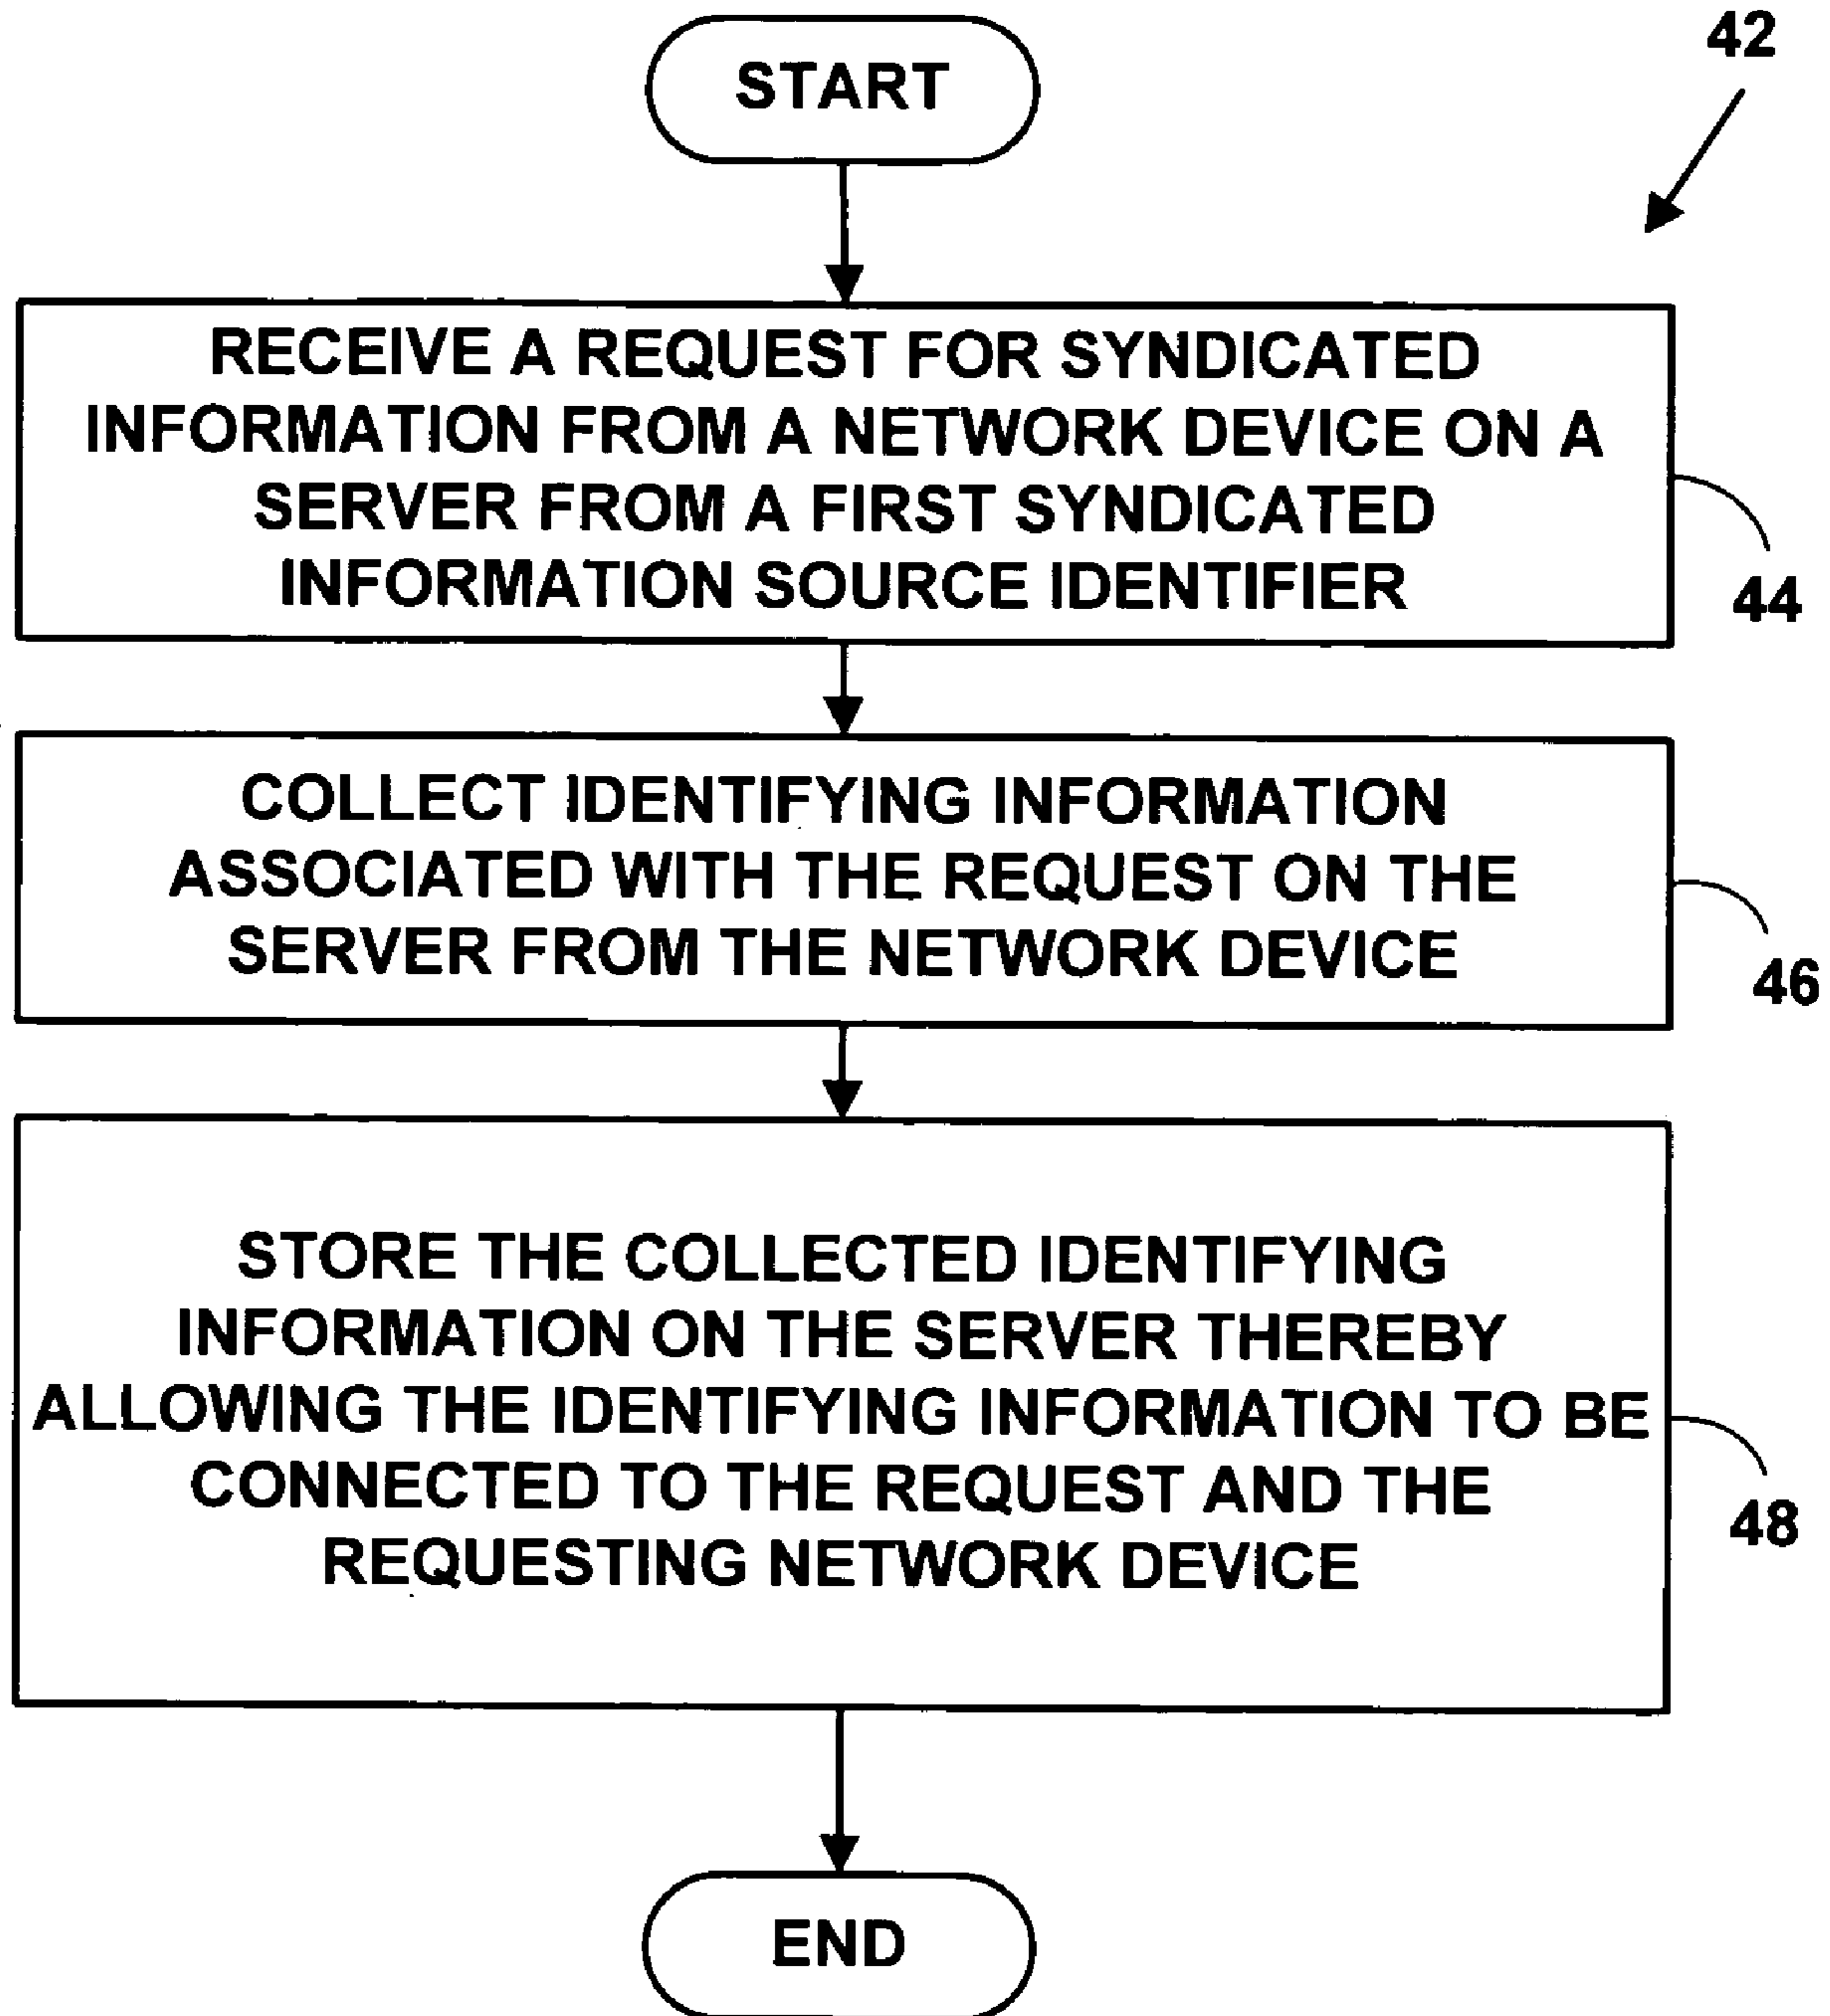 START
42
RECEIVE A REQUEST FOR SYNDICATED
INFORMATION FROM A NETWORK DEVICE ON A
SERVER FROM A FIRST SYNDICATED
INFORMATION SOURCE IDENTIFIER
44
COLLECT IDENTIFYING INFORMATION
ASSOCIATED WITH THE REQUEST ON THE
SERVER FROM THE NETWORK DEVICE
46
STORE THE COLLECTED IDENTIFYING
INFORMATION ON THE SERVER THEREBY
ALLOWING THE IDENTIFYING INFORMATION TO BE
CONNECTED TO THE REQUEST AND THE
REQUESTING NETWORK DEVICE
48
END